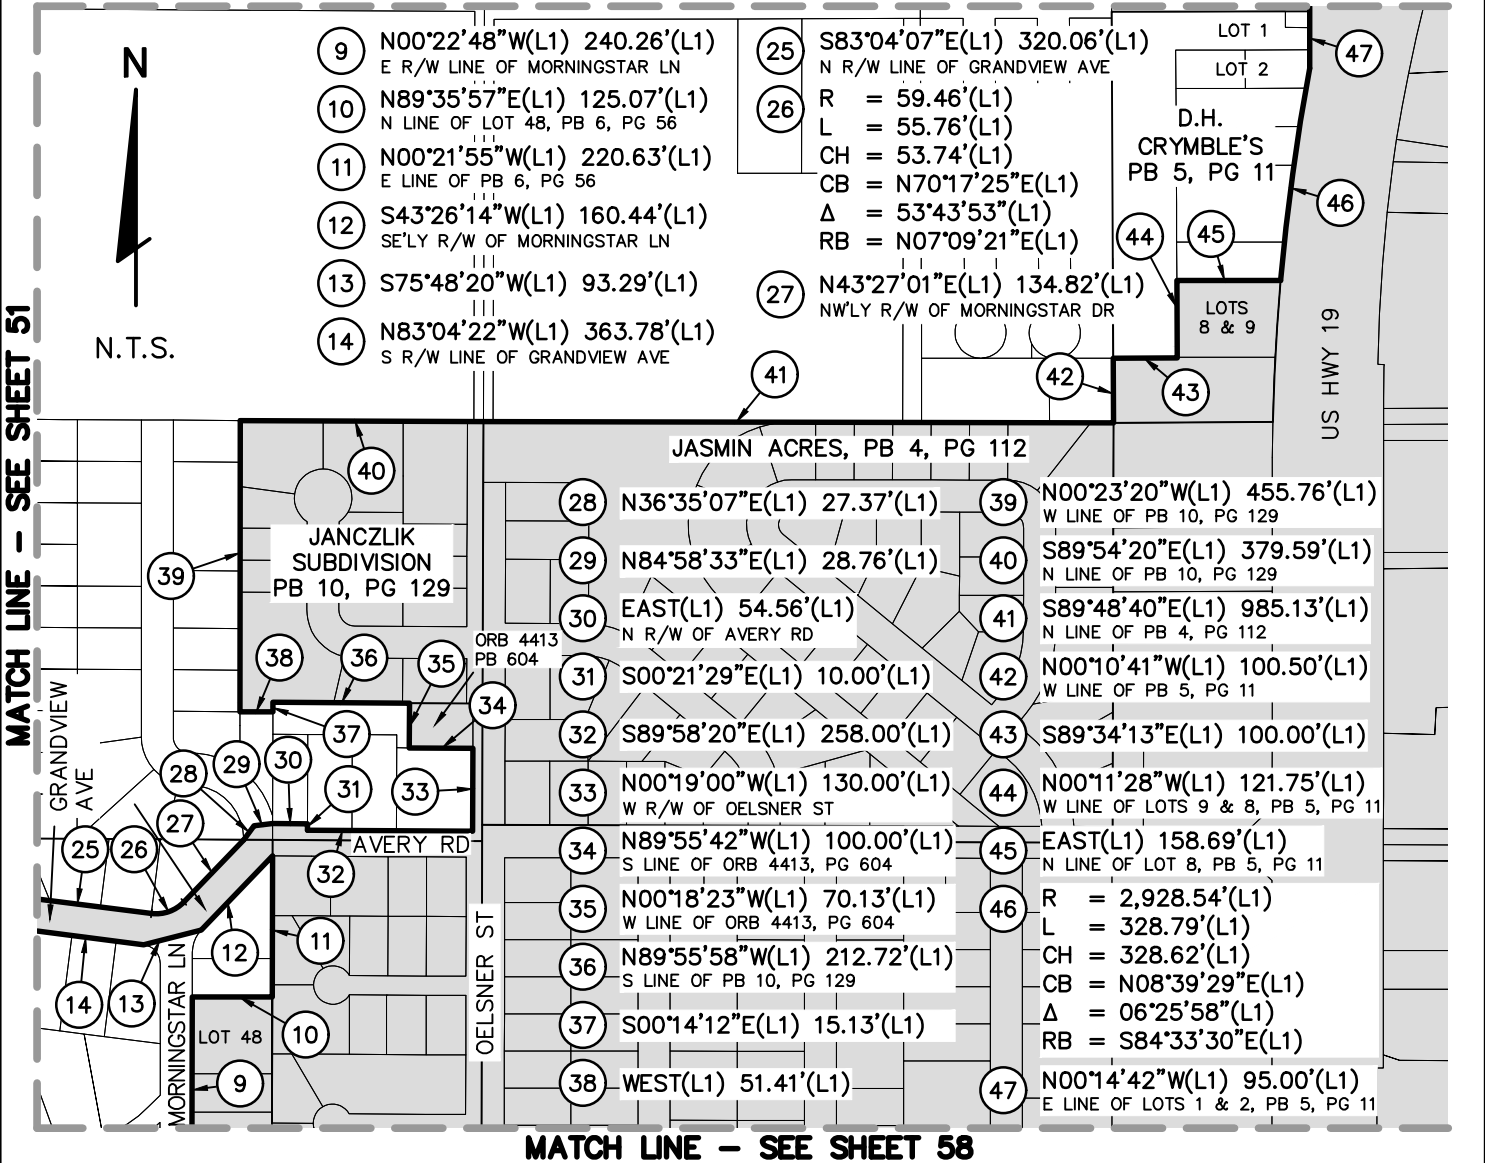 N
N.T.S.
MATCH LINE – SEE SHEET 51
9 N00°22'48"W(L1) 240.26'(L1)
E R/W LINE OF MORNINGSTAR LN
10 N89°35'57"E(L1) 125.07'(L1)
N LINE OF LOT 48, PB 6, PG 56
11 N00°21'55"W(L1) 220.63'(L1)
E LINE OF PB 6, PG 56
12 S43°26'14"W(L1) 160.44'(L1)
SE'LY R/W OF MORNINGSTAR LN
13 S75°48'20"W(L1) 93.29'(L1)
14 N83°04'22"W(L1) 363.78'(L1)
S R/W LINE OF GRANDVIEW AVE
25 S83°04'07"E(L1) 320.06'(L1)
N R/W LINE OF GRANDVIEW AVE
26 R = 59.46'(L1)
L = 55.76'(L1)
CH = 53.74'(L1)
CB = N70°17'25"E(L1)
Δ = 53°43'53"(L1)
RB = N07°09'21"E(L1)
27 N43°27'01"E(L1) 134.82'(L1)
NW'LY R/W OF MORNINGSTAR DR
LOT 1
LOT 2
D.H.
CRYMBLE'S
PB 5, PG 11
47
46
44
45
LOTS
8 & 9
43
42
41
US HWY 19
JASMIN ACRES, PB 4, PG 112
40
39
JANCZLIK
SUBDIVISION
PB 10, PG 129
38
36
35
ORB 4413
PB 604
34
37
33
28
29
30
31
27
25
26
32
GRANDVIEW
AVE
AVERY RD
12
11
14
13
10
LOT 48
9
MORNINGSTAR LN
OELSNER ST
28 N36°35'07"E(L1) 27.37'(L1)
29 N84°58'33"E(L1) 28.76'(L1)
30 EAST(L1) 54.56'(L1)
N R/W OF AVERY RD
31 S00°21'29"E(L1) 10.00'(L1)
32 S89°58'20"E(L1) 258.00'(L1)
33 N00°19'00"W(L1) 130.00'(L1)
W R/W OF OELSNER ST
34 N89°55'42"W(L1) 100.00'(L1)
S LINE OF ORB 4413, PG 604
35 N00°18'23"W(L1) 70.13'(L1)
W LINE OF ORB 4413, PG 604
36 N89°55'58"W(L1) 212.72'(L1)
S LINE OF PB 10, PG 129
37 S00°14'12"E(L1) 15.13'(L1)
38 WEST(L1) 51.41'(L1)
39 N00°23'20"W(L1) 455.76'(L1)
W LINE OF PB 10, PG 129
40 S89°54'20"E(L1) 379.59'(L1)
N LINE OF PB 10, PG 129
41 S89°48'40"E(L1) 985.13'(L1)
N LINE OF PB 4, PG 112
42 N00°10'41"W(L1) 100.50'(L1)
W LINE OF PB 5, PG 11
43 S89°34'13"E(L1) 100.00'(L1)
44 N00°11'28"W(L1) 121.75'(L1)
W LINE OF LOTS 9 & 8, PB 5, PG 11
45 EAST(L1) 158.69'(L1)
N LINE OF LOT 8, PB 5, PG 11
46 R = 2,928.54'(L1)
L = 328.79'(L1)
CH = 328.62'(L1)
CB = N08°39'29"E(L1)
Δ = 06°25'58"(L1)
RB = S84°33'30"E(L1)
47 N00°14'42"W(L1) 95.00'(L1)
E LINE OF LOTS 1 & 2, PB 5, PG 11
MATCH LINE – SEE SHEET 58